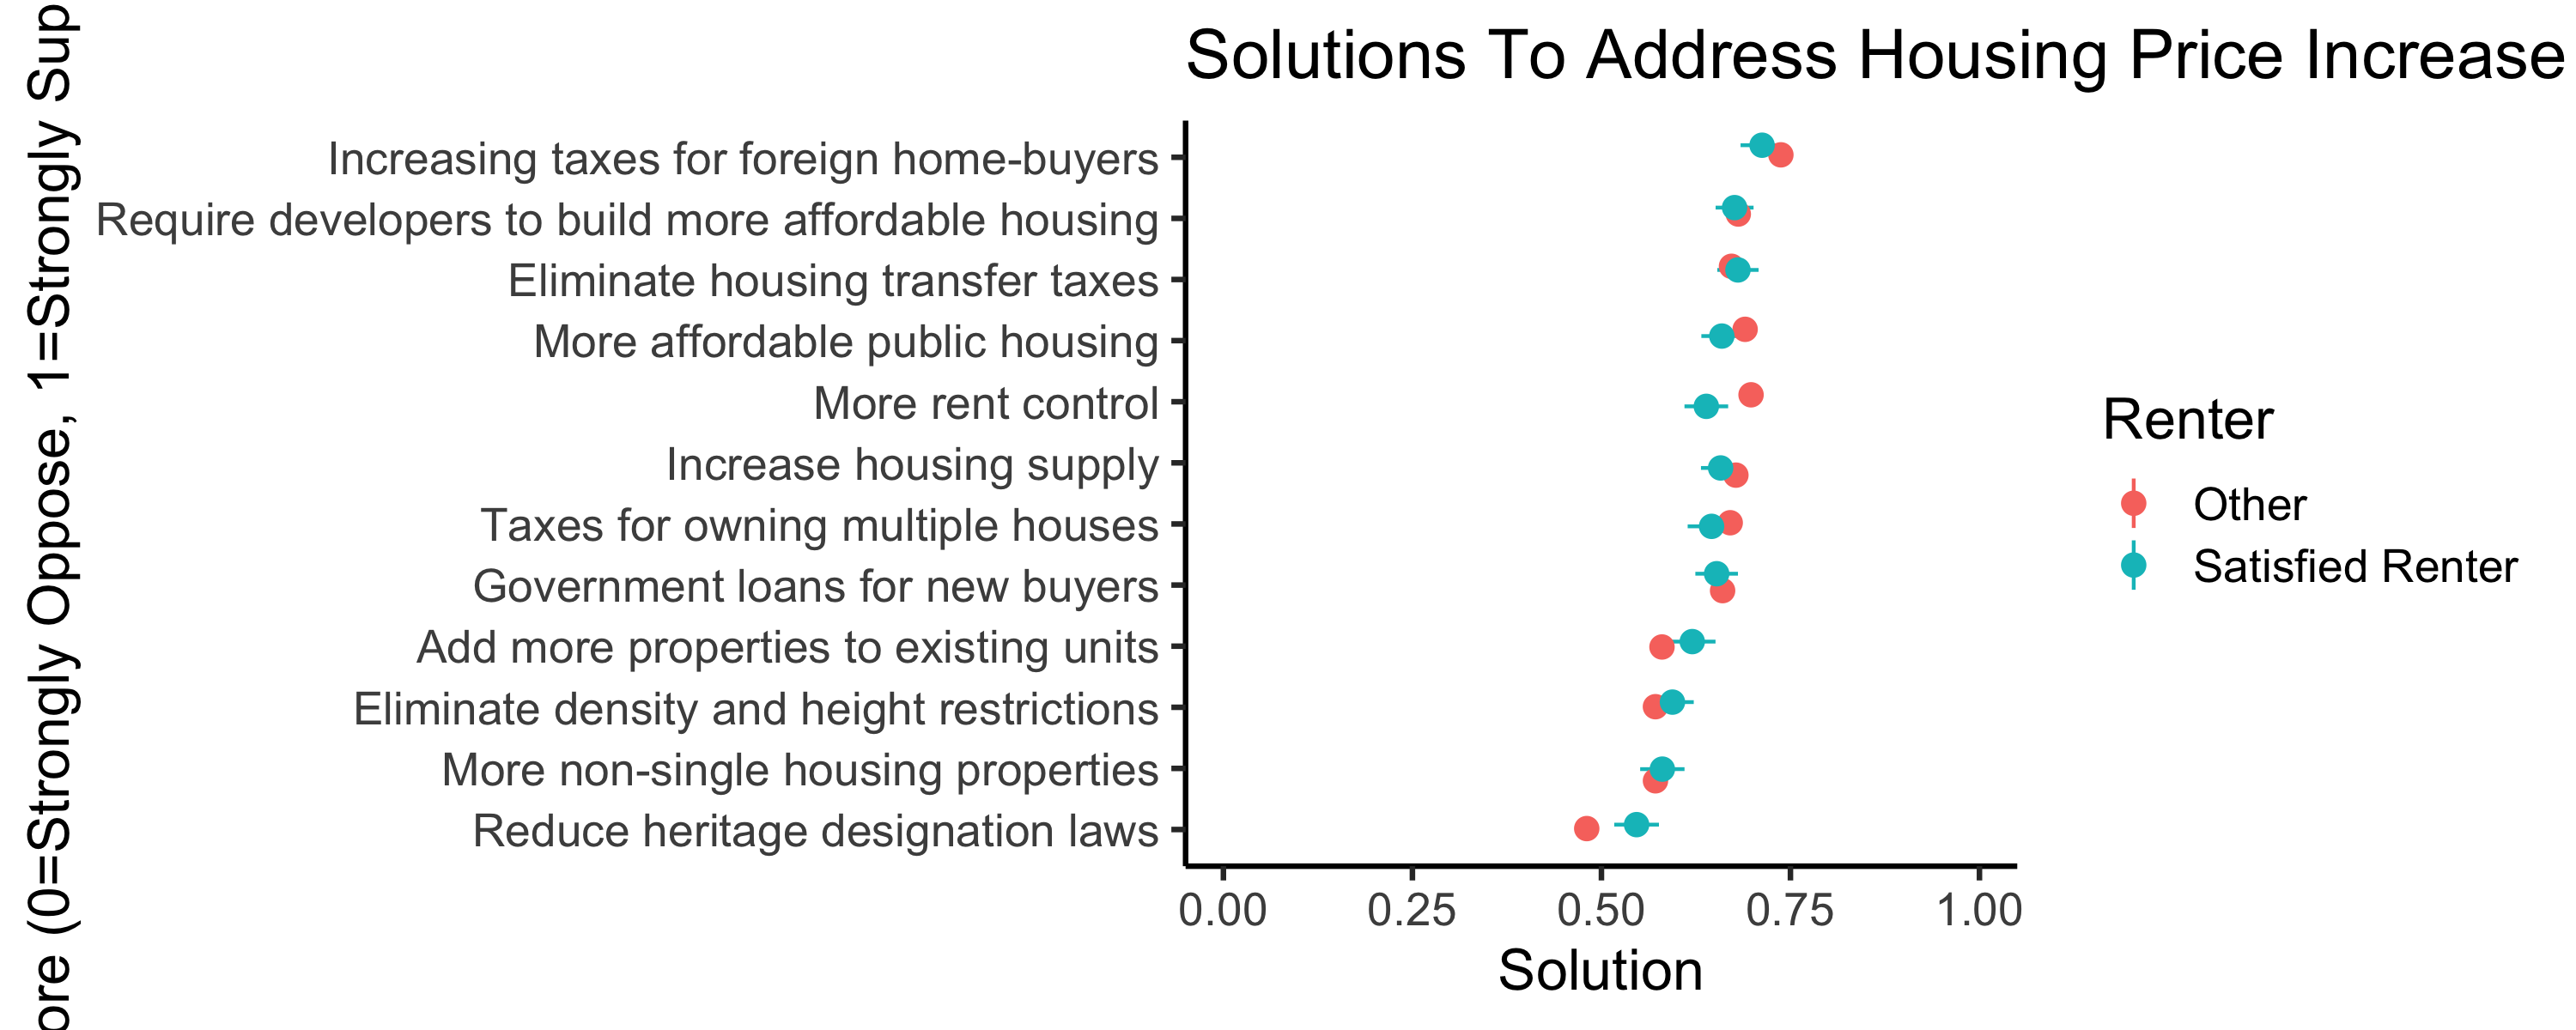 Solutions To Address Housing Price Increase
ore (0=Strongly Oppose, 1=Strongly Sup
Increasing taxes for foreign home-buyers
Require developers to build more affordable housing
Eliminate housing transfer taxes
More affordable public housing
More rent control
Increase housing supply
Taxes for owning multiple houses
Government loans for new buyers
Add more properties to existing units
Eliminate density and height restrictions
More non-single housing properties
Reduce heritage designation laws
0.00 0.25 0.50 0.75 1.00
Solution
Renter
Other
Satisfied Renter